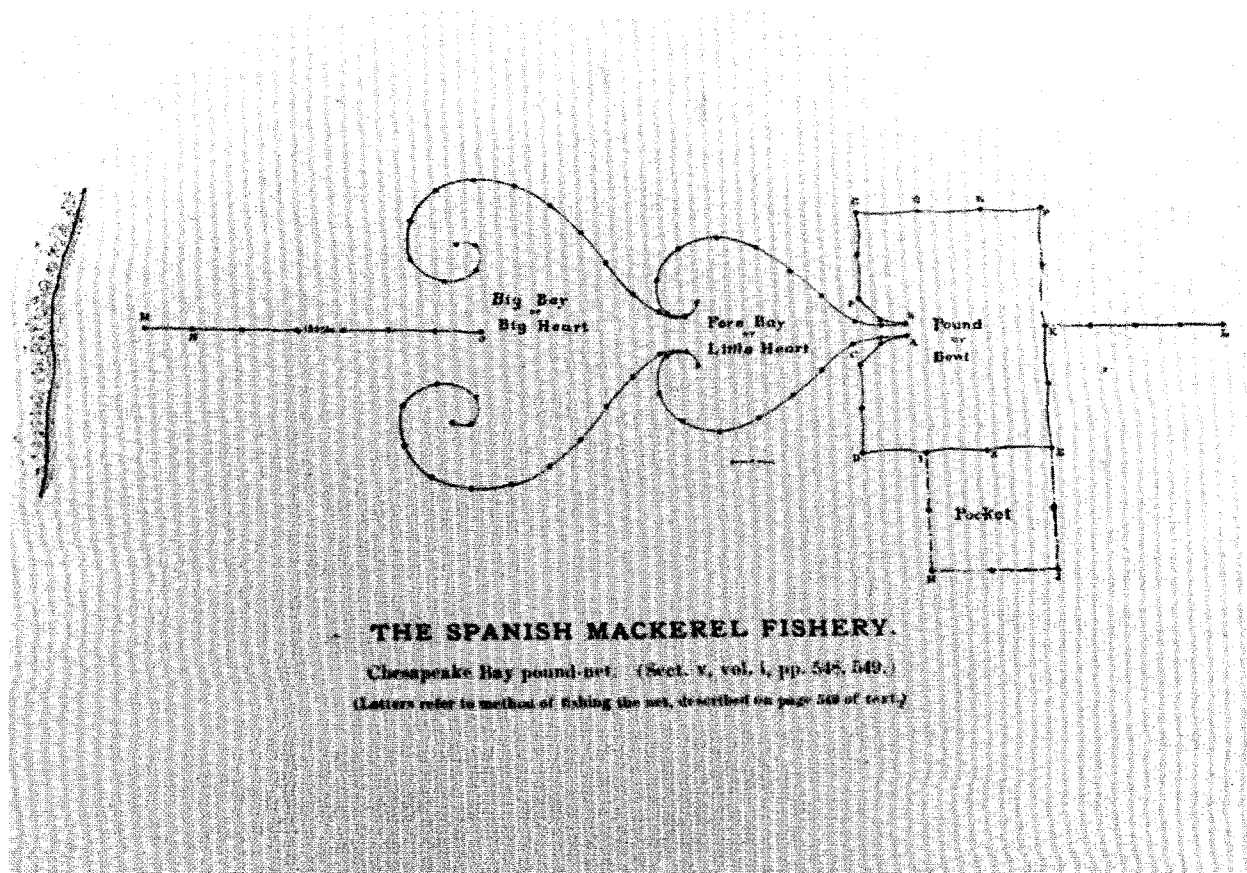 Big Bay
or
Big Heart
Fore Bay
or
Little Heart
Pound
or
Bowl
Pocket
THE SPANISH MACKEREL FISHERY.
Chesapeake Bay pound-net. (Sect. v, vol. i, pp. 548, 549.)
(Letters refer to method of fishing the net, described on page 549 of text.)